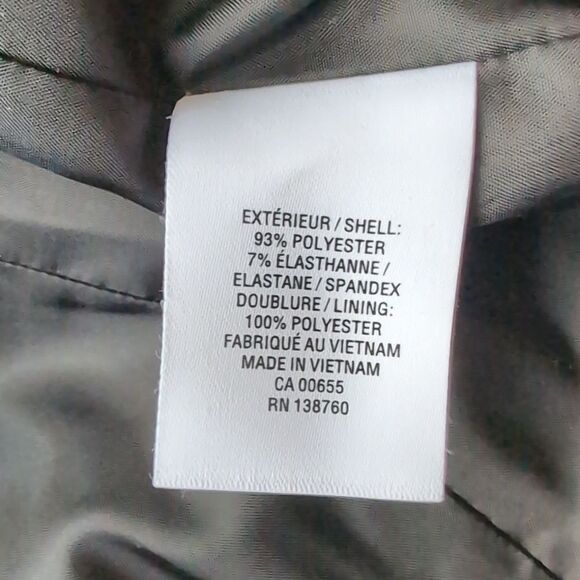 EXTÉRIEUR / SHELL:
93% POLYESTER
7% ÉLASTHANNE /
ELASTANE / SPANDEX
DOUBLURE / LINING:
100% POLYESTER
FABRIQUÉ AU VIETNAM
MADE IN VIETNAM
CA 00655
RN 138760